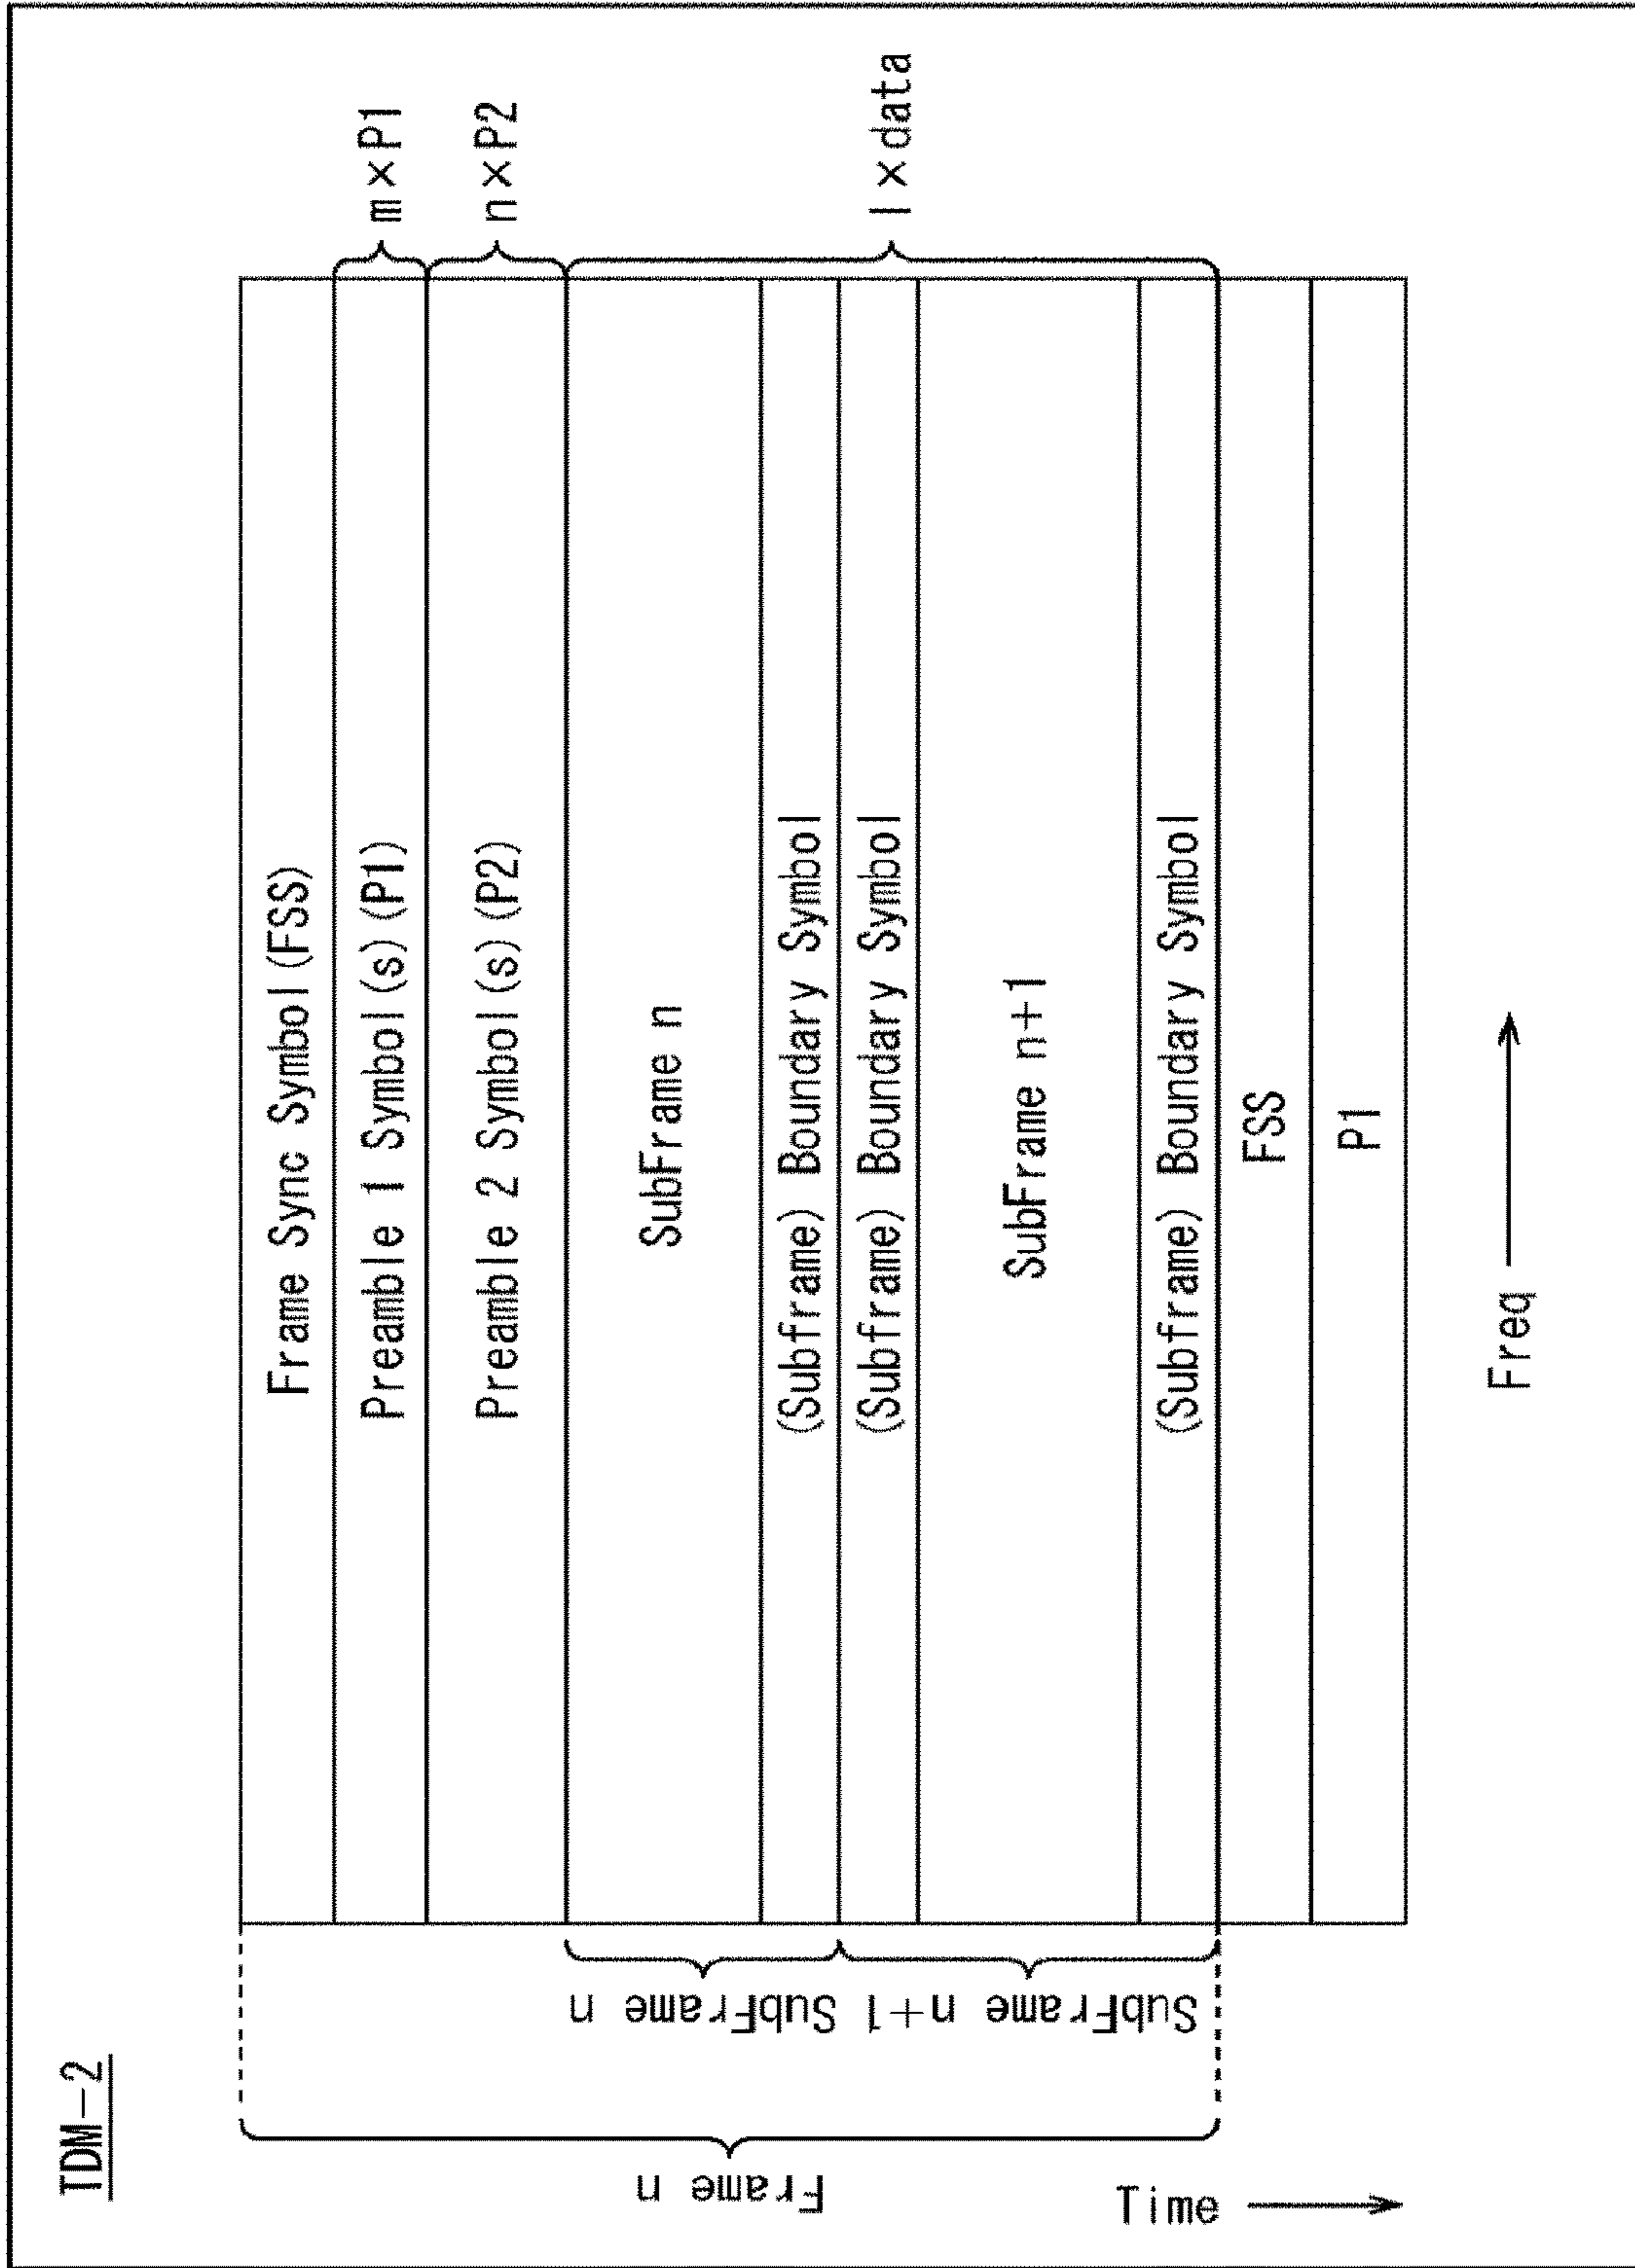 TDM-2
Frame Sync Symbol(FSS)
Preamble 1 Symbol(s)(P1)
m×P1
Preamble 2 Symbol(s)(P2)
n×P2
SubFrame n
(Subframe) Boundary Symbol
(Subframe) Boundary Symbol
SubFrame n+1
(Subframe) Boundary Symbol
l×data
FSS
P1
SubFrame n
SubFrame n+1
Frame n
Time
Freq